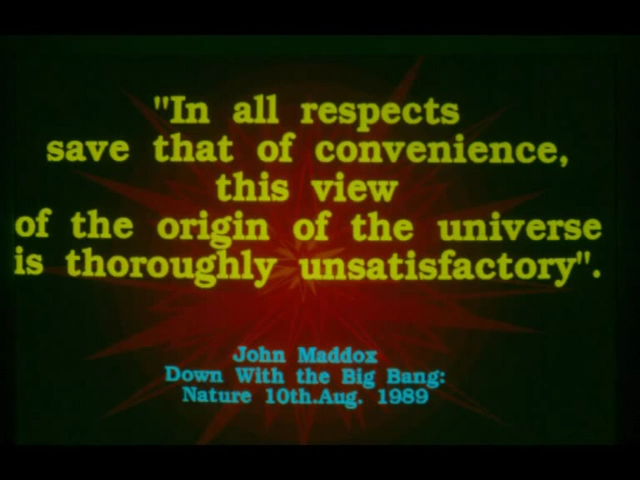 "In all respects
save that of convenience,
this view
of the origin of the universe
is thoroughly unsatisfactory".
John Maddox
Down With the Big Bang:
Nature 10th.Aug. 1989